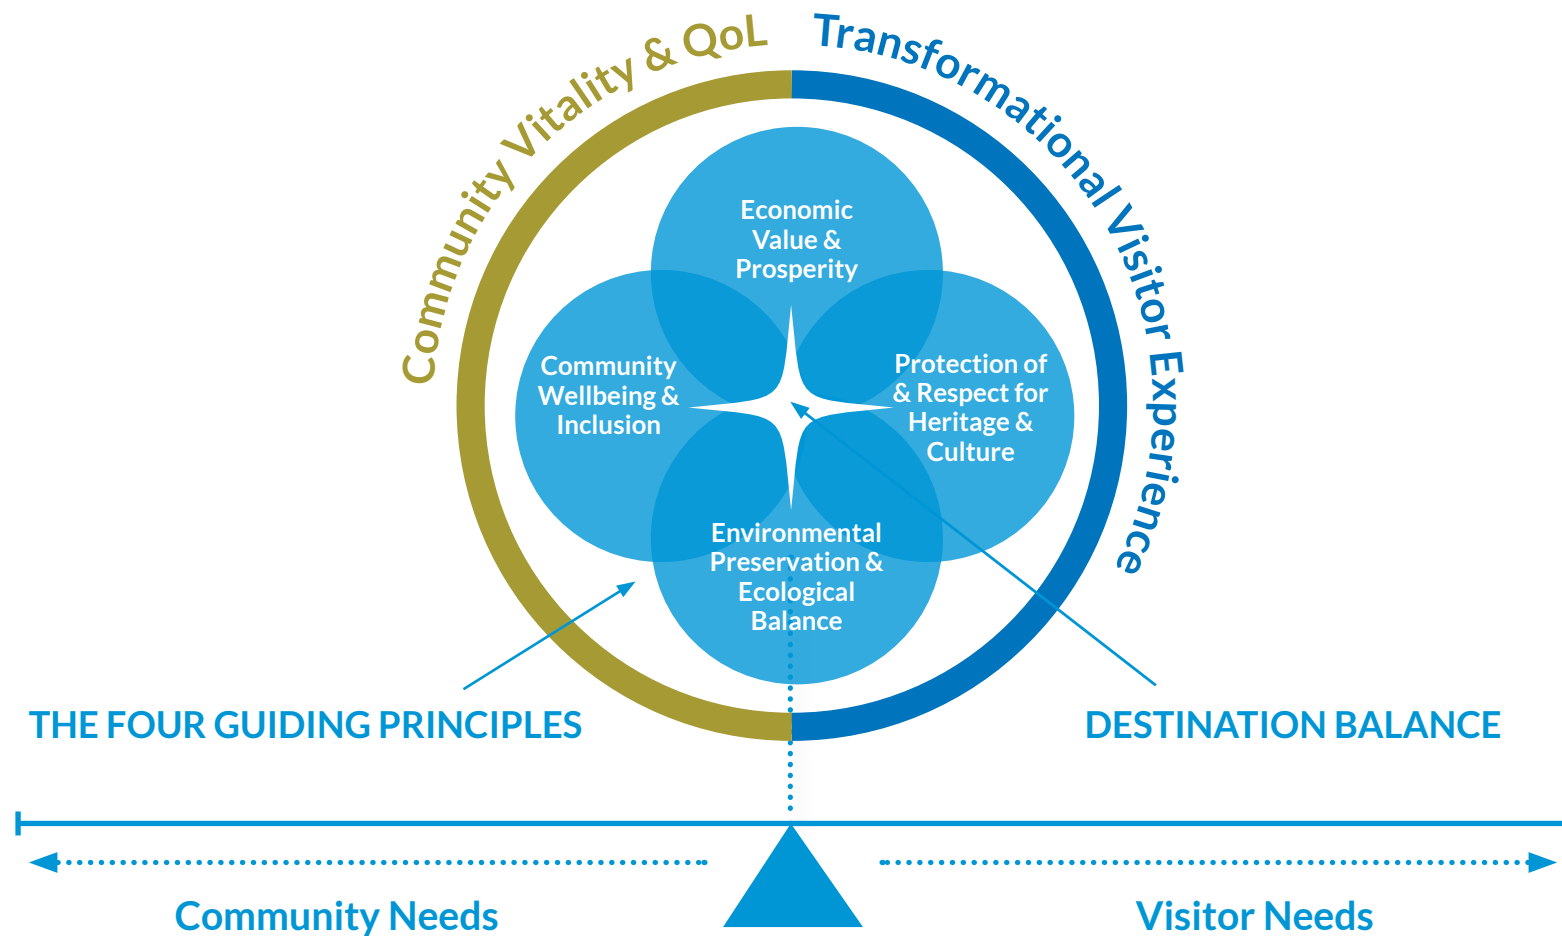 Community Vitality & QoL
Transformational Visitor Experience
Economic
Value &
Prosperity
Community
Wellbeing &
Inclusion
Protection of
& Respect for
Heritage &
Culture
Environmental
Preservation &
Ecological
Balance
THE FOUR GUIDING PRINCIPLES
DESTINATION BALANCE
Community Needs
Visitor Needs